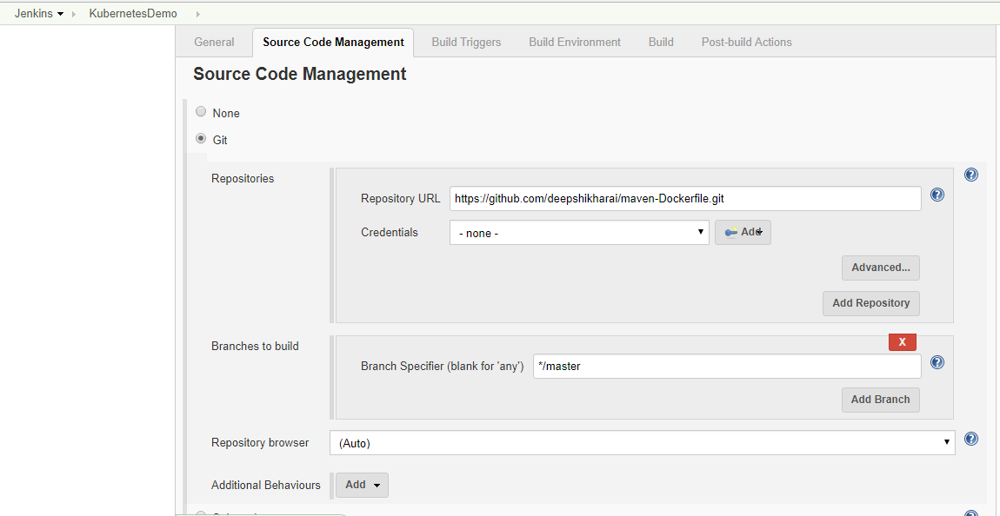 Jenkins KubernetesDemo
General Source Code Management Build Triggers Build Environment Build Post-build Actions
Source Code Management
None
Git
Repositories
Repository URL https://github.com/deepshikharai/maven-Dockerfile.git
Credentials - none - Add
Advanced...
Add Repository
Branches to build
X
Branch Specifier (blank for 'any') */master
Add Branch
Repository browser (Auto)
Additional Behaviours Add